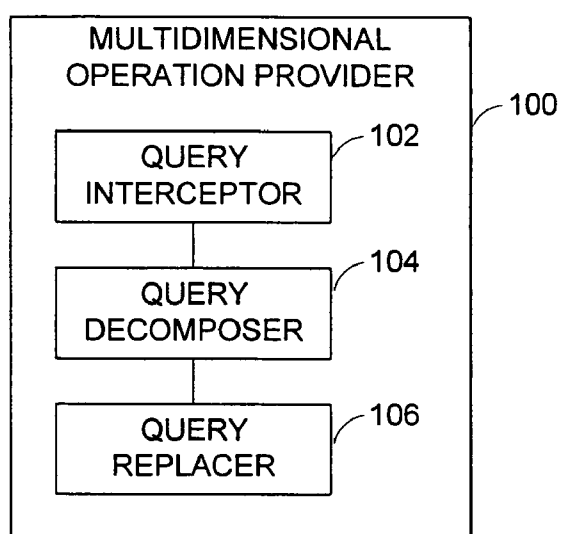 MULTIDIMENSIONAL
OPERATION PROVIDER
100
QUERY
INTERCEPTOR
102
QUERY
DECOMPOSER
104
QUERY
REPLACER
106